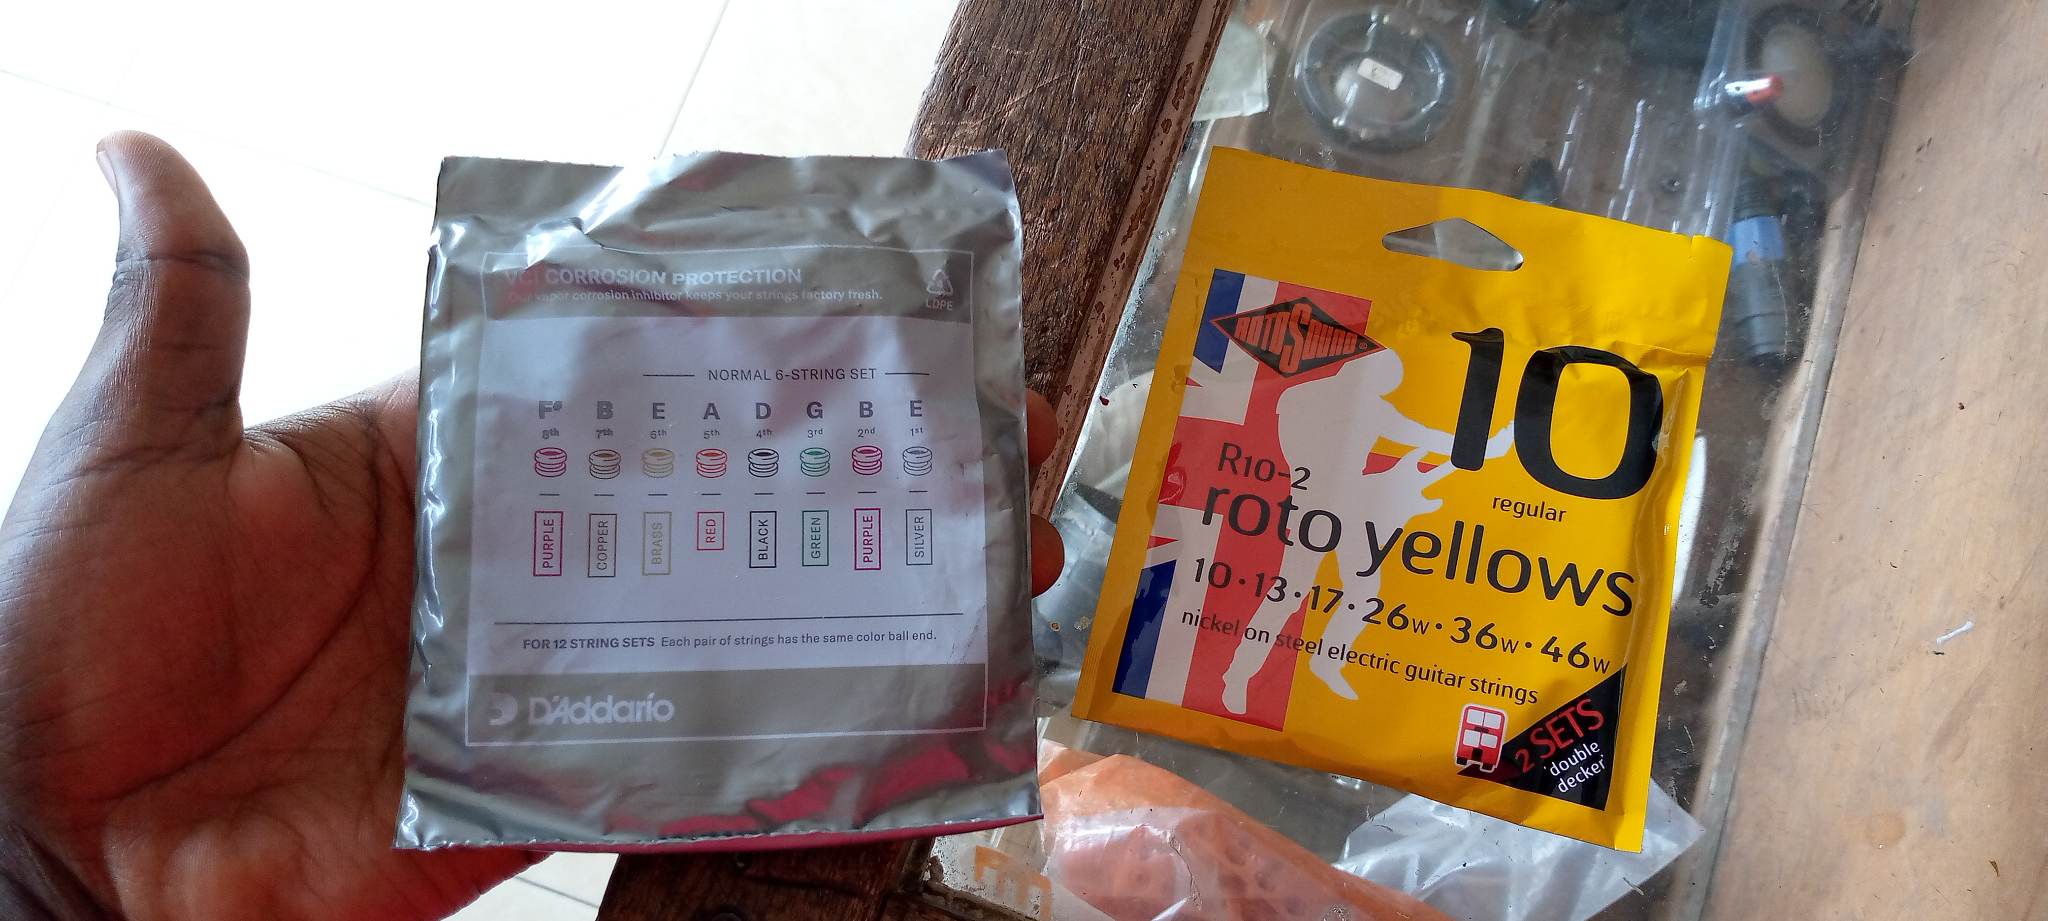 VCI CORROSION PROTECTION
Our vapor corrosion inhibitor keeps your strings factory fresh.
LDPE
NORMAL 6-STRING SET
F# B E A D G B E
8th 7th 6th 5th 4th 3rd 2nd 1st
PURPLE COPPER BRASS RED BLACK GREEN PURPLE SILVER
FOR 12 STRING SETS Each pair of strings has the same color ball end.
D'Addario
ROTOSOUND®
10
regular
R10-2
roto yellows
10·13·17·26w·36w·46w
nickel on steel electric guitar strings
2 SETS
'double
decker'